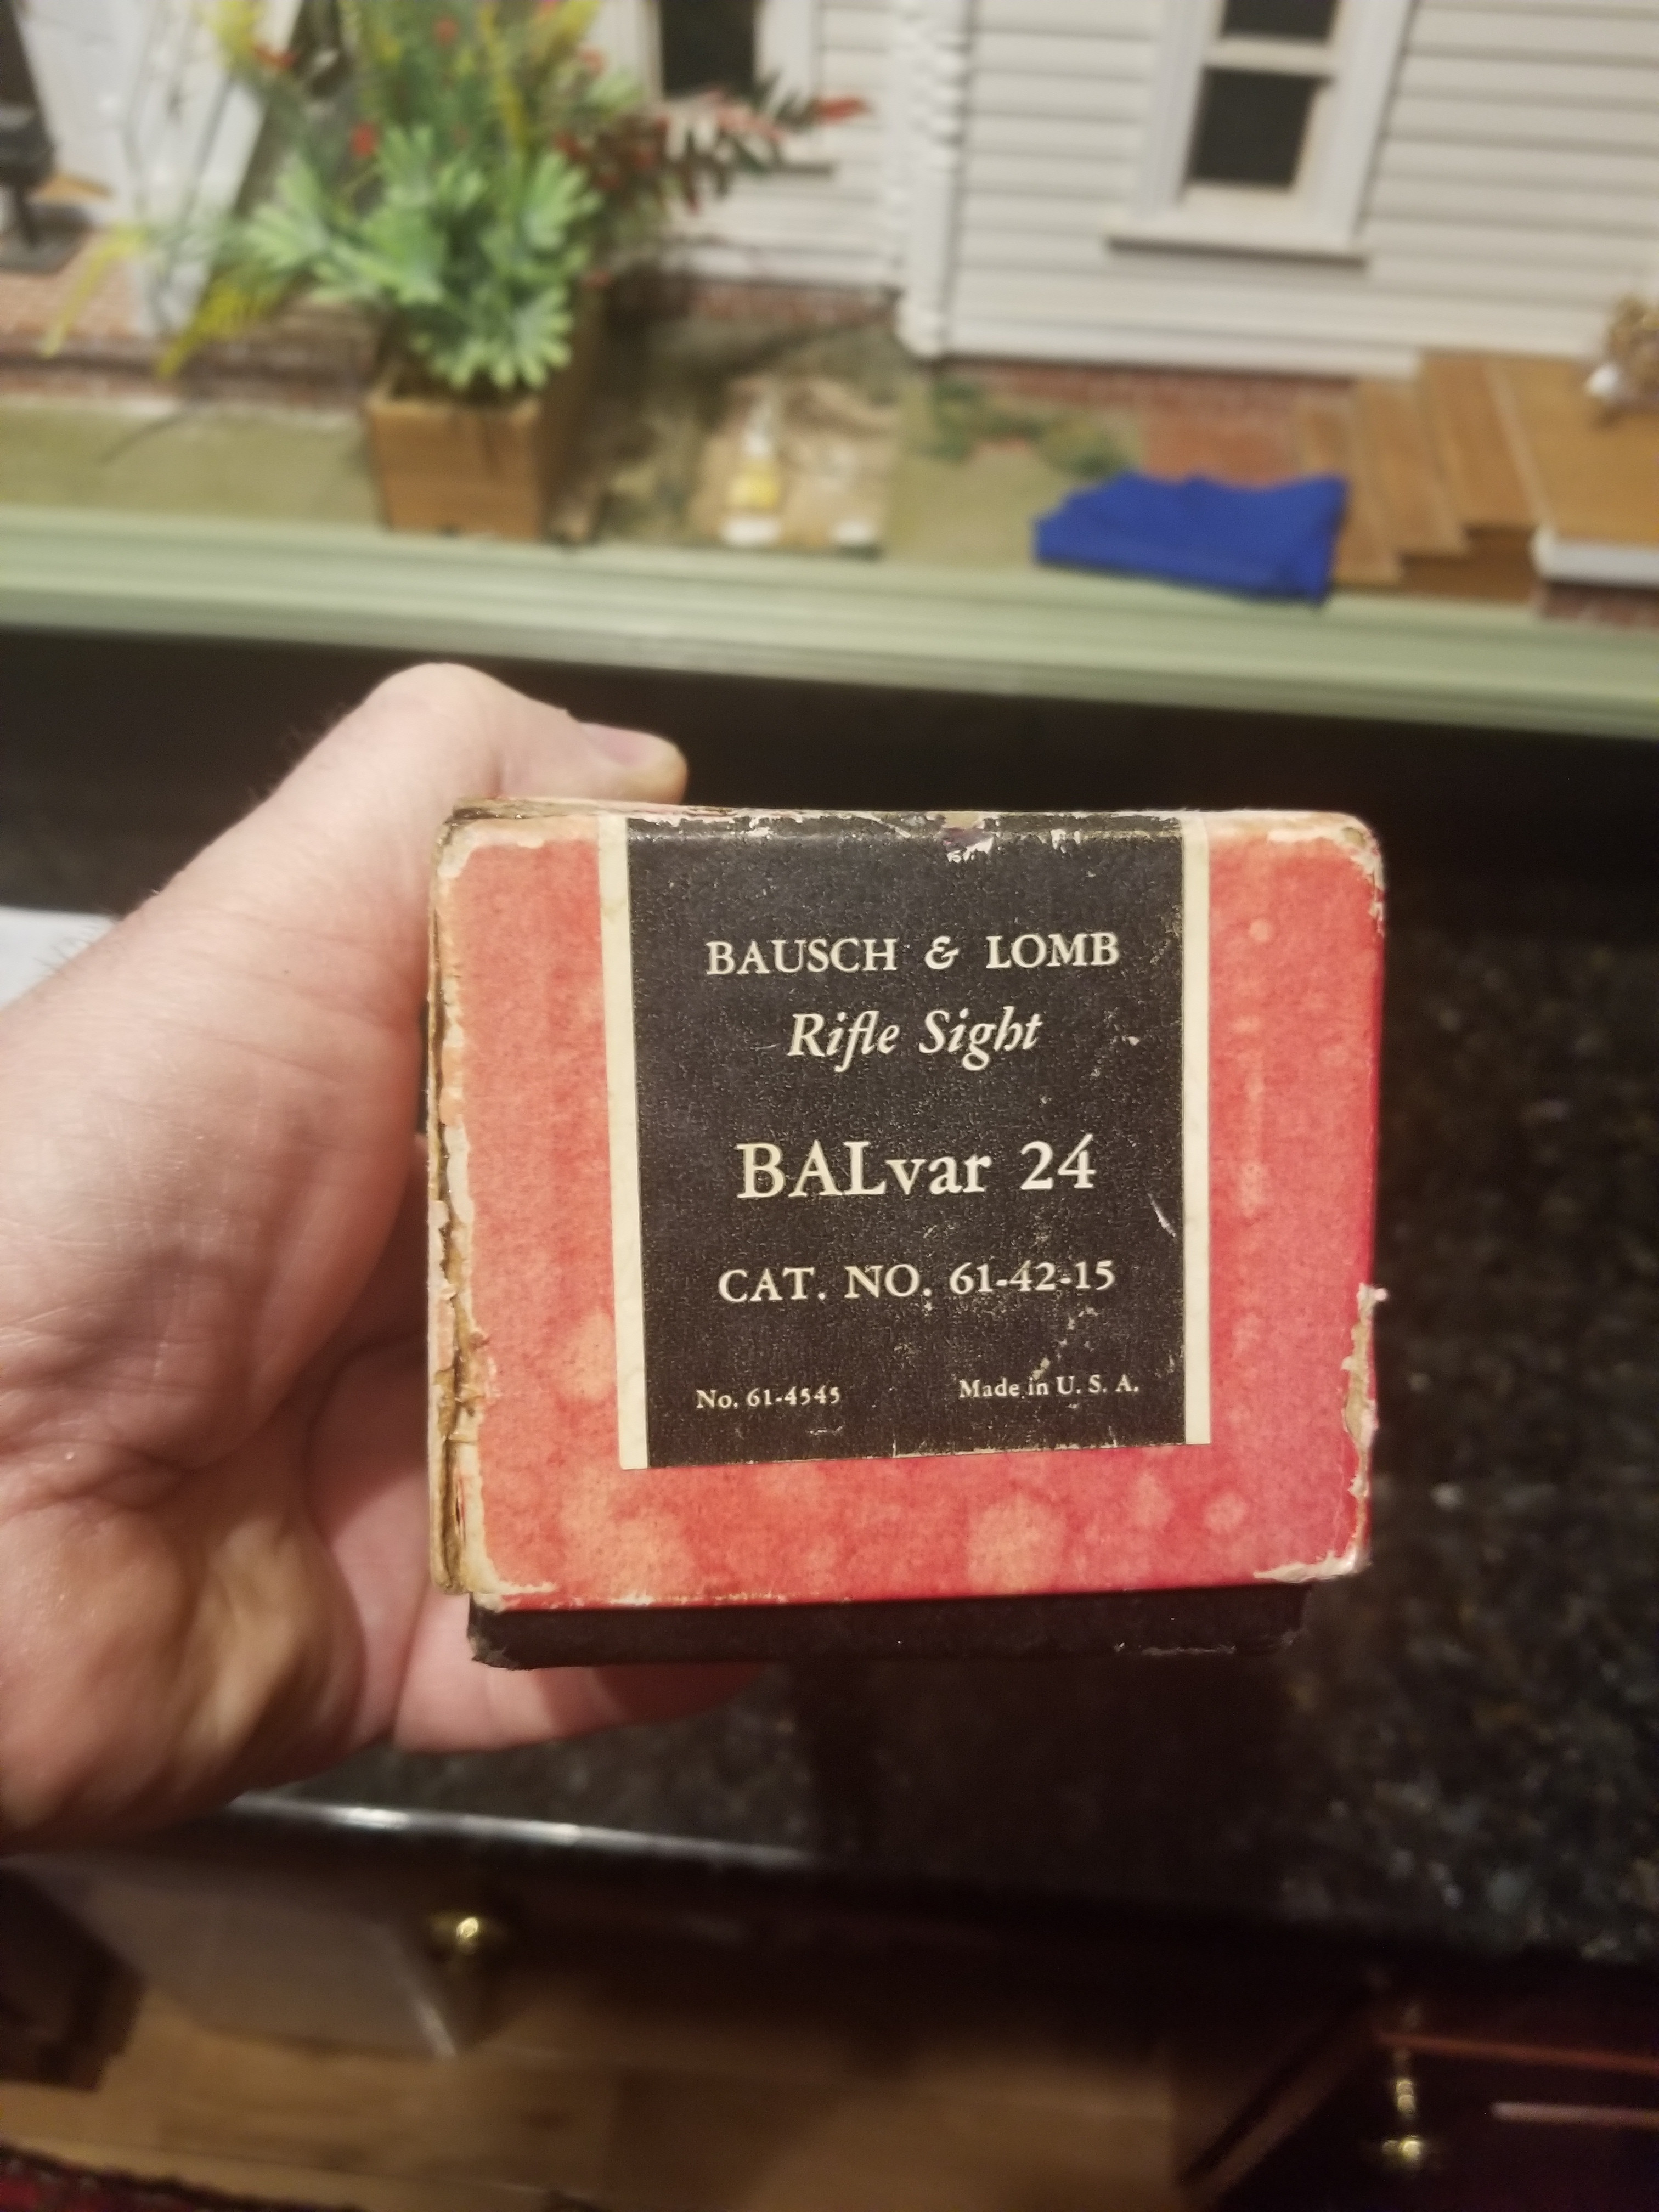 BAUSCH & LOMB
Rifle Sight
BALvar 24
CAT. NO. 61-42-15
No. 61-4545 Made in U. S. A.